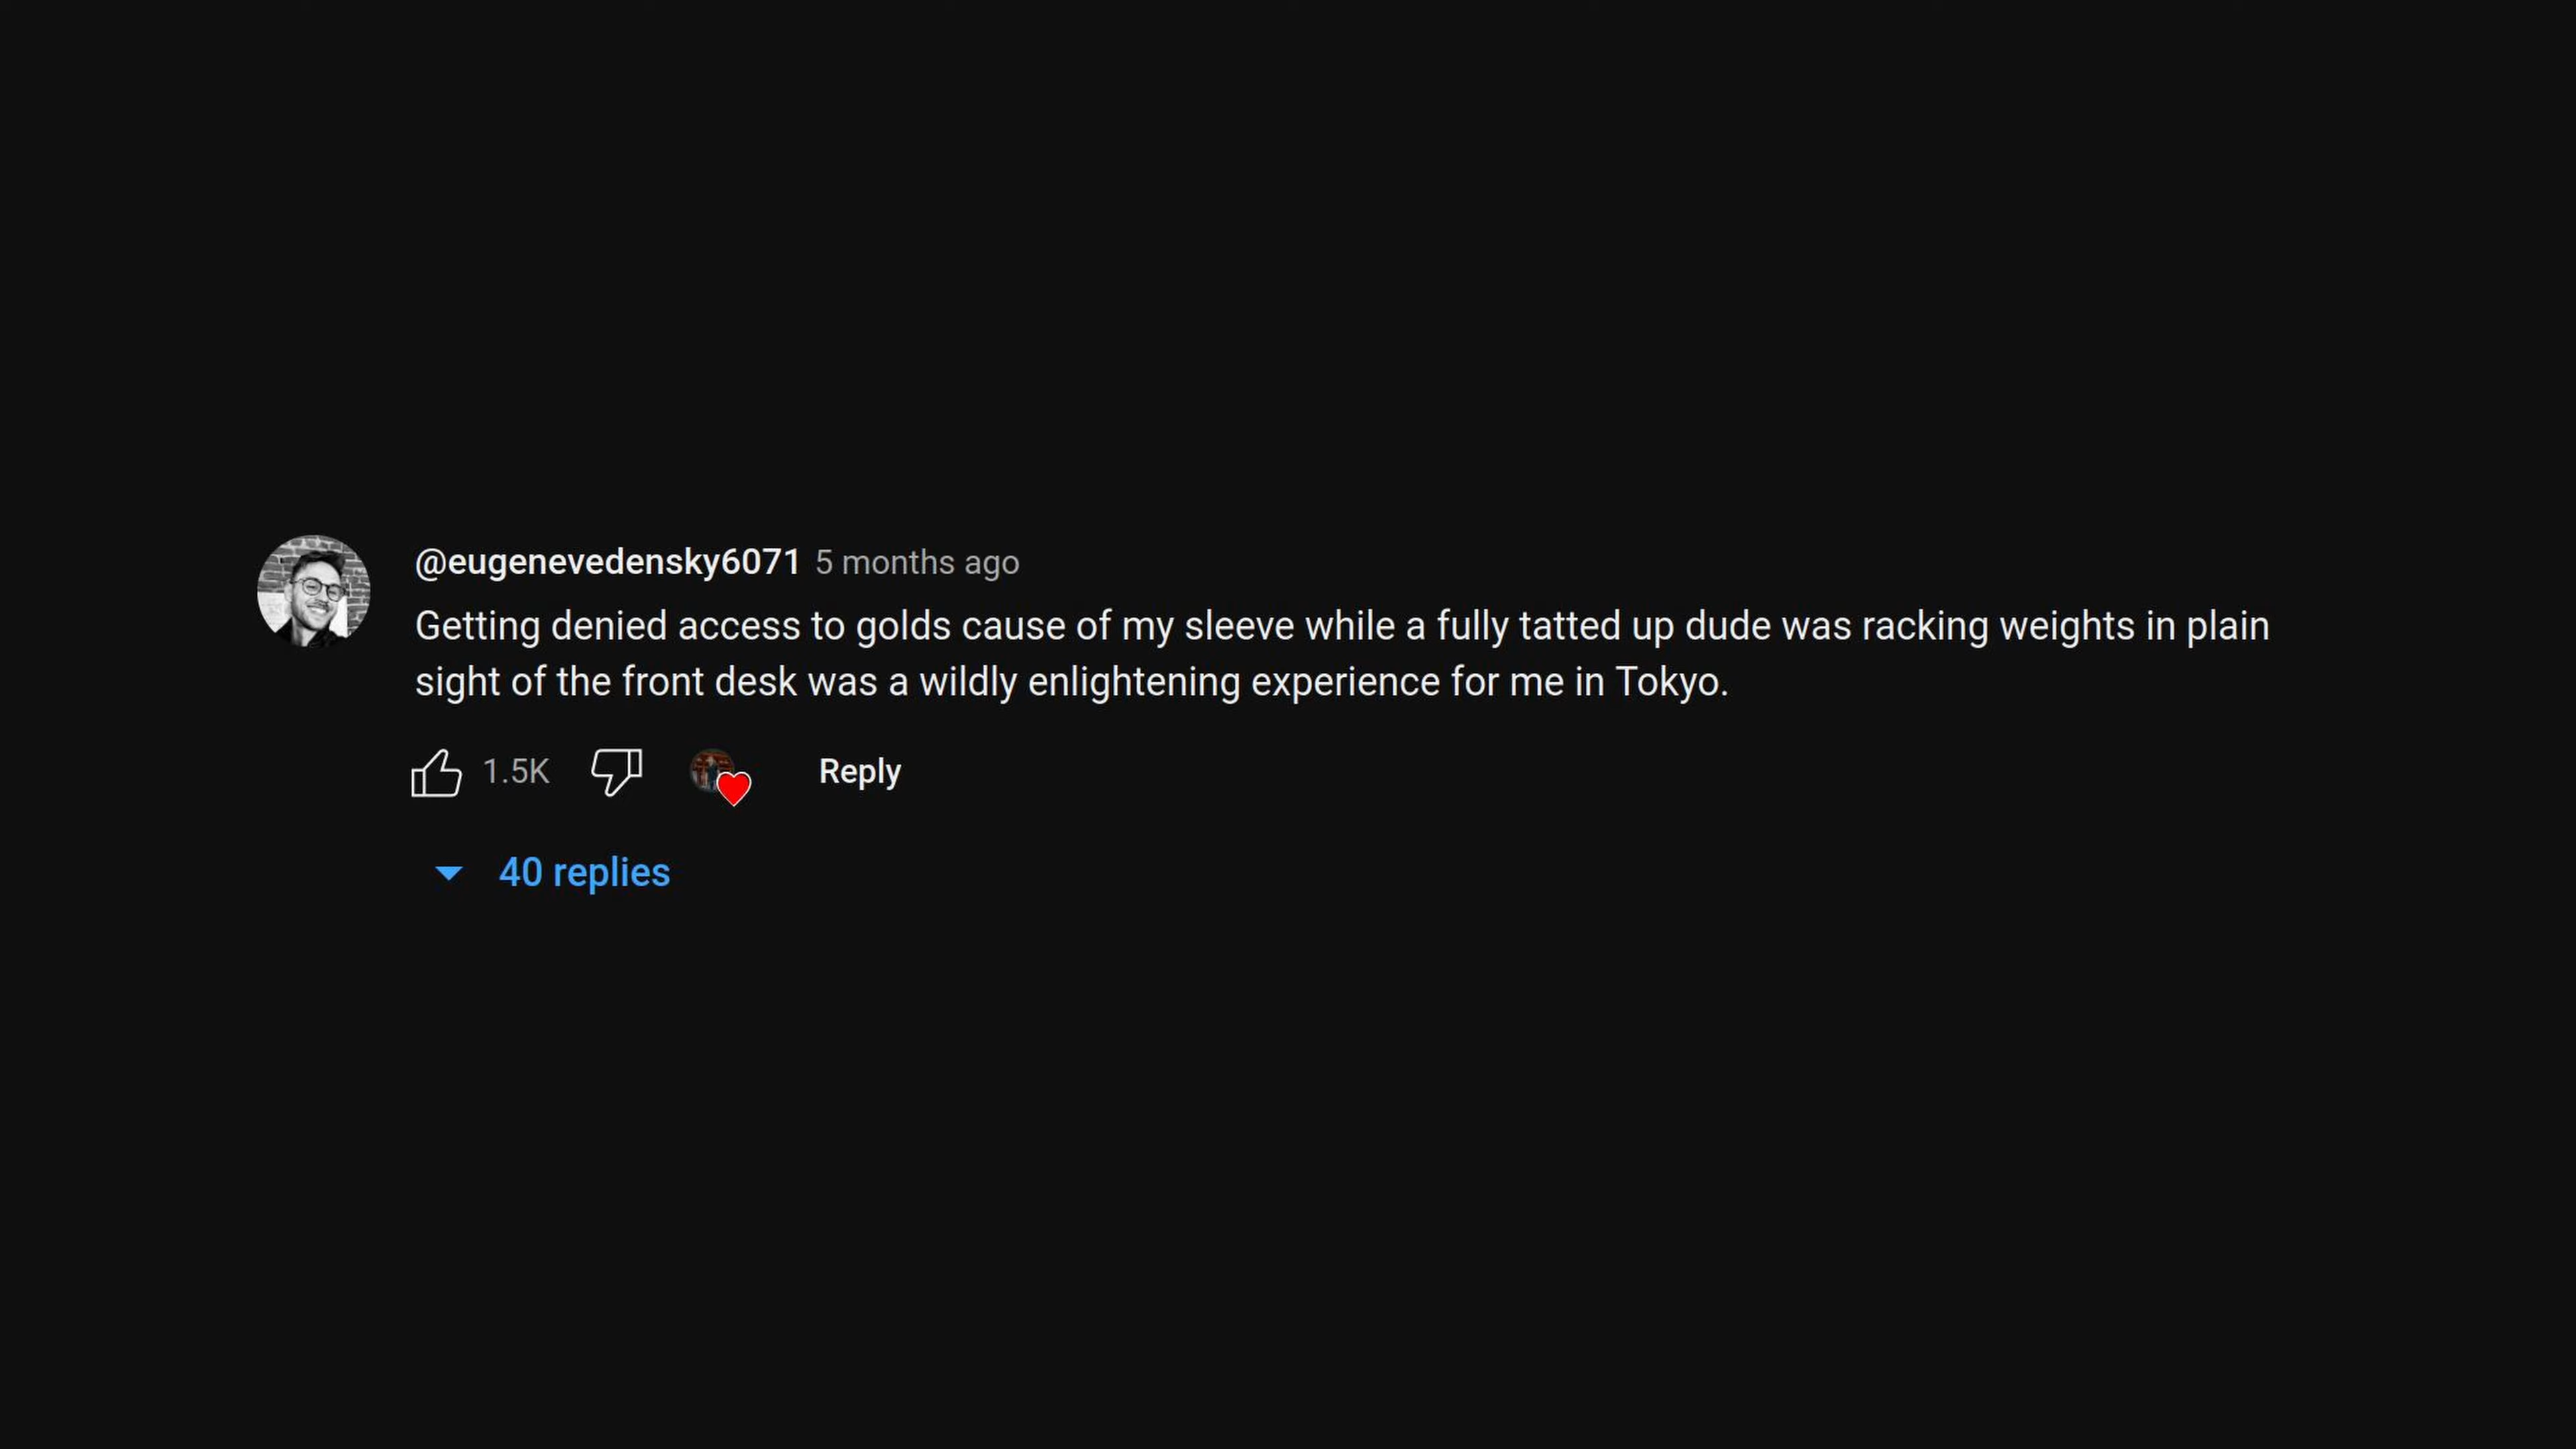 @eugenevedensky6071 5 months ago
Getting denied access to golds cause of my sleeve while a fully tatted up dude was racking weights in plain
sight of the front desk was a wildly enlightening experience for me in Tokyo.
1.5K Reply
40 replies